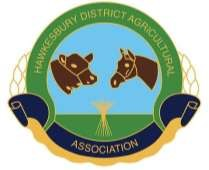 HAWKESBURY DISTRICT AGRICULTURAL
ASSOCIATION